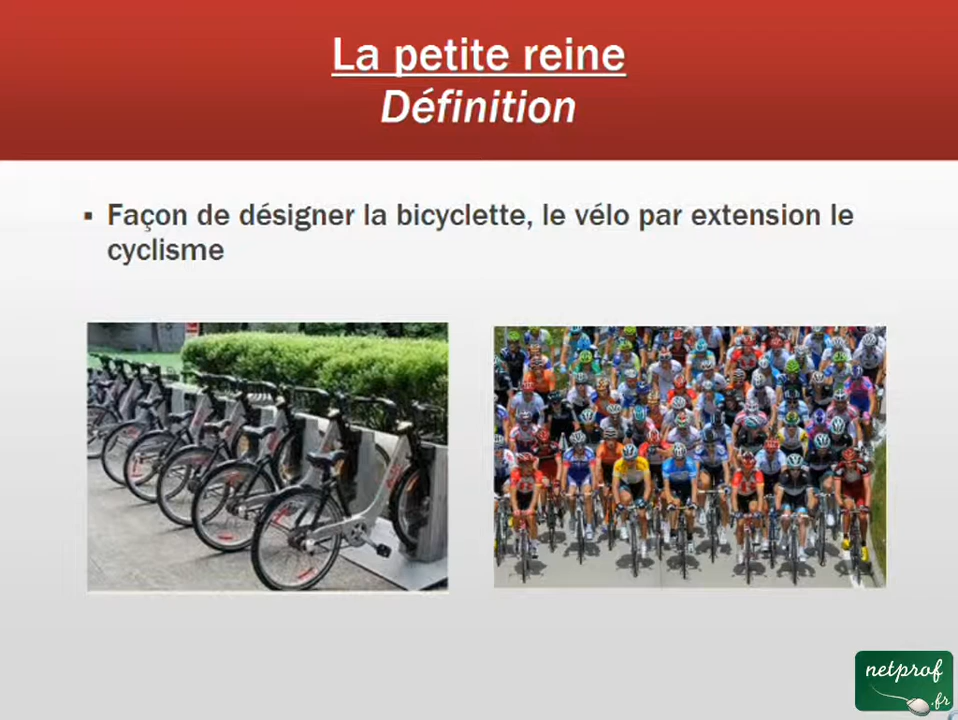 La petite reine
Définition
▪ Façon de désigner la bicyclette, le vélo par extension le
cyclisme
netprof
.fr